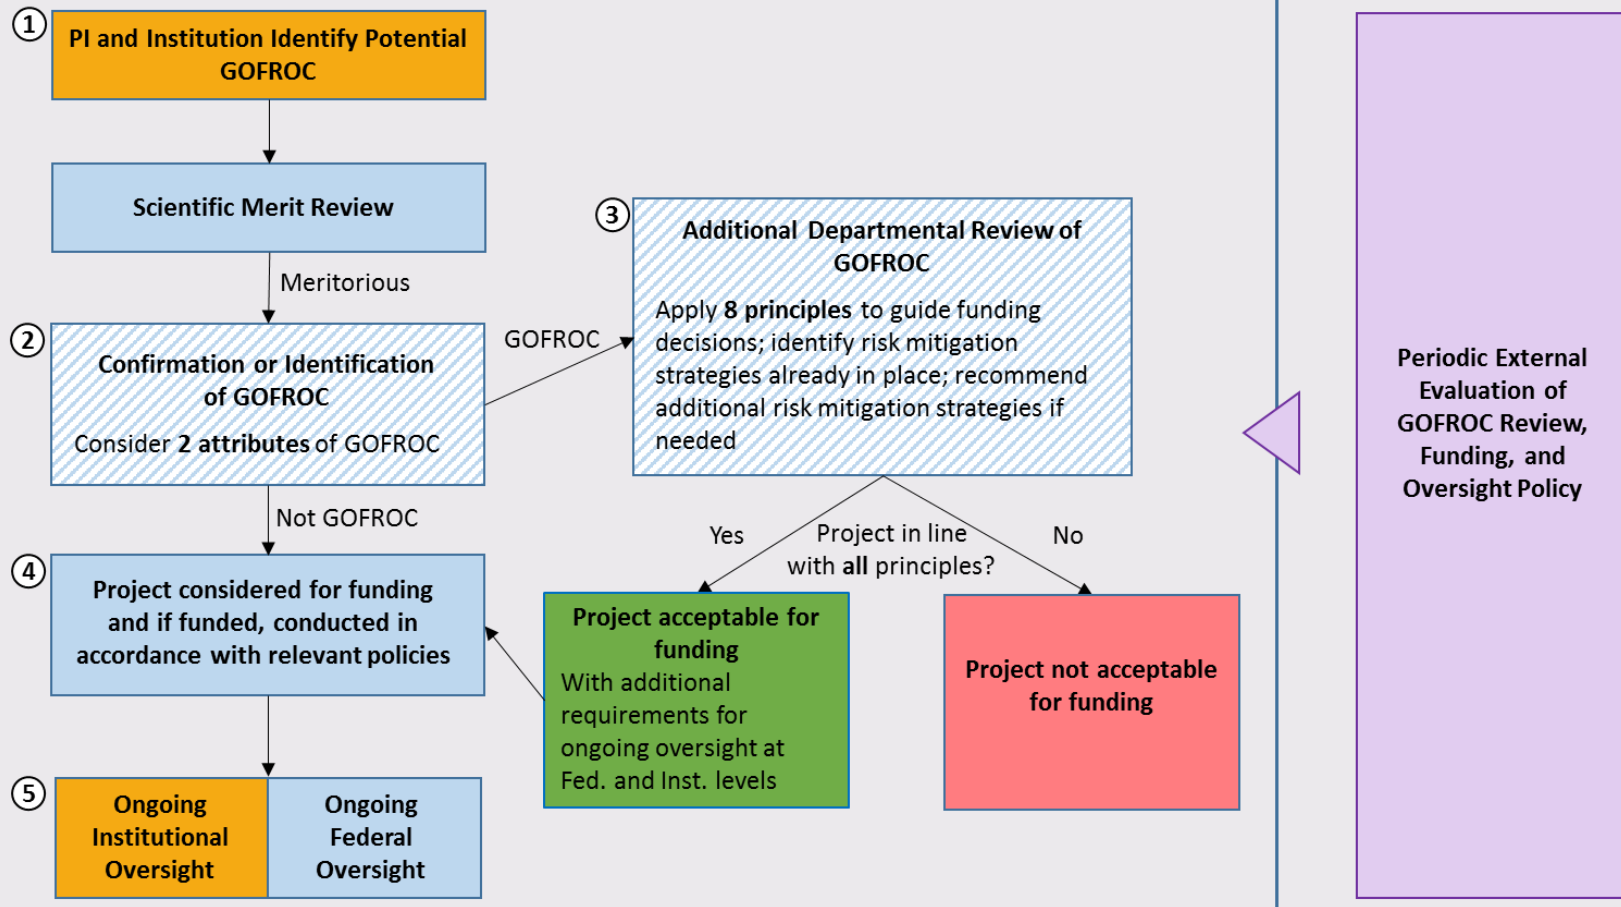 1
PI and Institution Identify Potential
GOFROC
Scientific Merit Review
Meritorious
2
Confirmation or Identification
of GOFROC
Consider 2 attributes of GOFROC
GOFROC
3
Additional Departmental Review of
GOFROC
Apply 8 principles to guide funding
decisions; identify risk mitigation
strategies already in place; recommend
additional risk mitigation strategies if
needed
Not GOFROC
Yes
Project in line
with all principles?
No
4
Project considered for funding
and if funded, conducted in
accordance with relevant policies
Project acceptable for
funding
With additional
requirements for
ongoing oversight at
Fed. and Inst. levels
Project not acceptable
for funding
5
Ongoing
Institutional
Oversight
Ongoing
Federal
Oversight
Periodic External
Evaluation of
GOFROC Review,
Funding, and
Oversight Policy